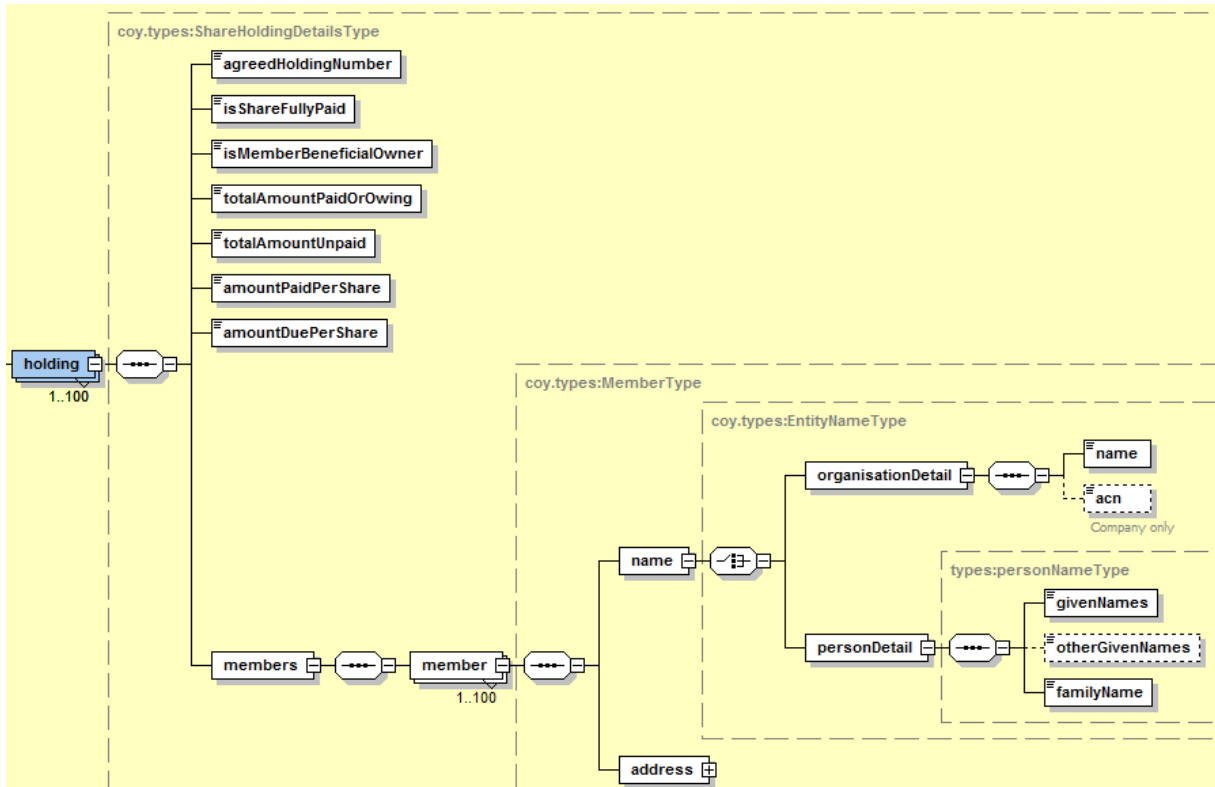 coy.types:ShareHoldingDetailsType
agreedHoldingNumber
isShareFullyPaid
isMemberBeneficialOwner
totalAmountPaidOrOwing
totalAmountUnpaid
amountPaidPerShare
amountDuePerShare
holding
1..100
coy.types:MemberType
coy.types:EntityNameType
organisationDetail
name
acn
Company only
name
types:personNameType
givenNames
personDetail
otherGivenNames
familyName
members
member
1..100
address